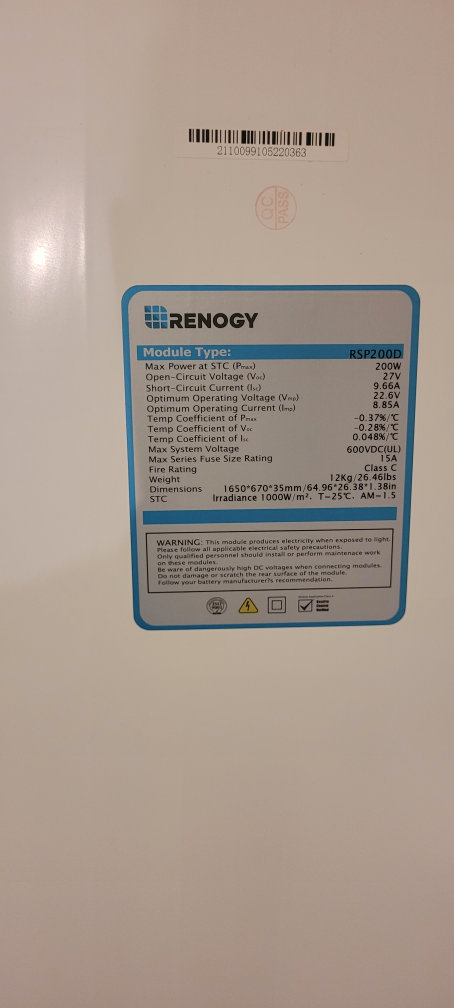 2110099105220363
QC
PASS
RENOGY
Module Type: RSP200D
Max Power at STC (Pmax) 200W
Open-Circuit Voltage (Voc) 27V
Short-Circuit Current (Isc) 9.66A
Optimum Operating Voltage (Vmp) 22.6V
Optimum Operating Current (Imp) 8.85A
Temp Coefficient of Pmax -0.37%/℃
Temp Coefficient of Voc -0.28%/℃
Temp Coefficient of Isc 0.048%/℃
Max System Voltage 600VDC(UL)
Max Series Fuse Size Rating 15A
Fire Rating Class C
Weight 12Kg/26.46lbs
Dimensions 1650*670*35mm/64.96*26.38*1.38in
STC Irradiance 1000W/m², T=25℃, AM=1.5
WARNING: This module produces electricity when exposed to light.
Please follow all applicable electrical safety precautions.
Only qualified personnel should install or perform maintenace work
on these modules.
Be ware of dangerously high DC voltages when connecting modules.
Do not damage or scratch the rear surface of the module.
Follow your battery manufacturer?s recommendation.